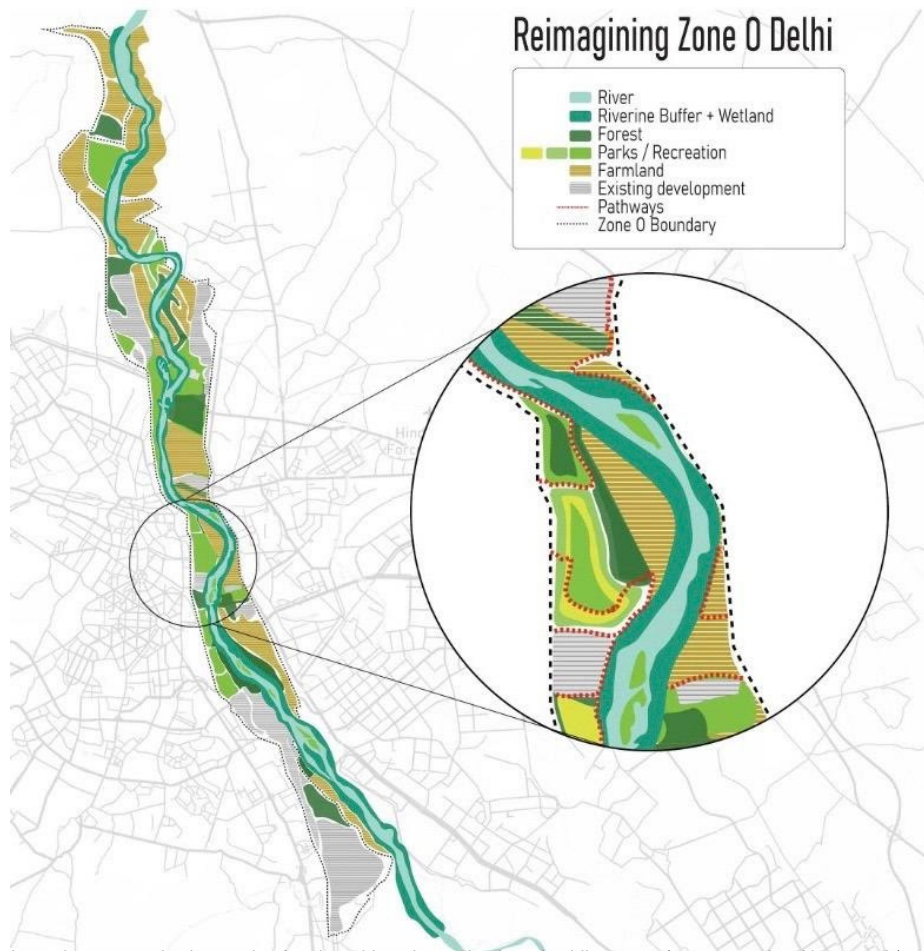 Reimagining Zone O Delhi
River
Riverine Buffer + Wetland
Forest
Parks / Recreation
Farmland
Existing development
Pathways
Zone O Boundary